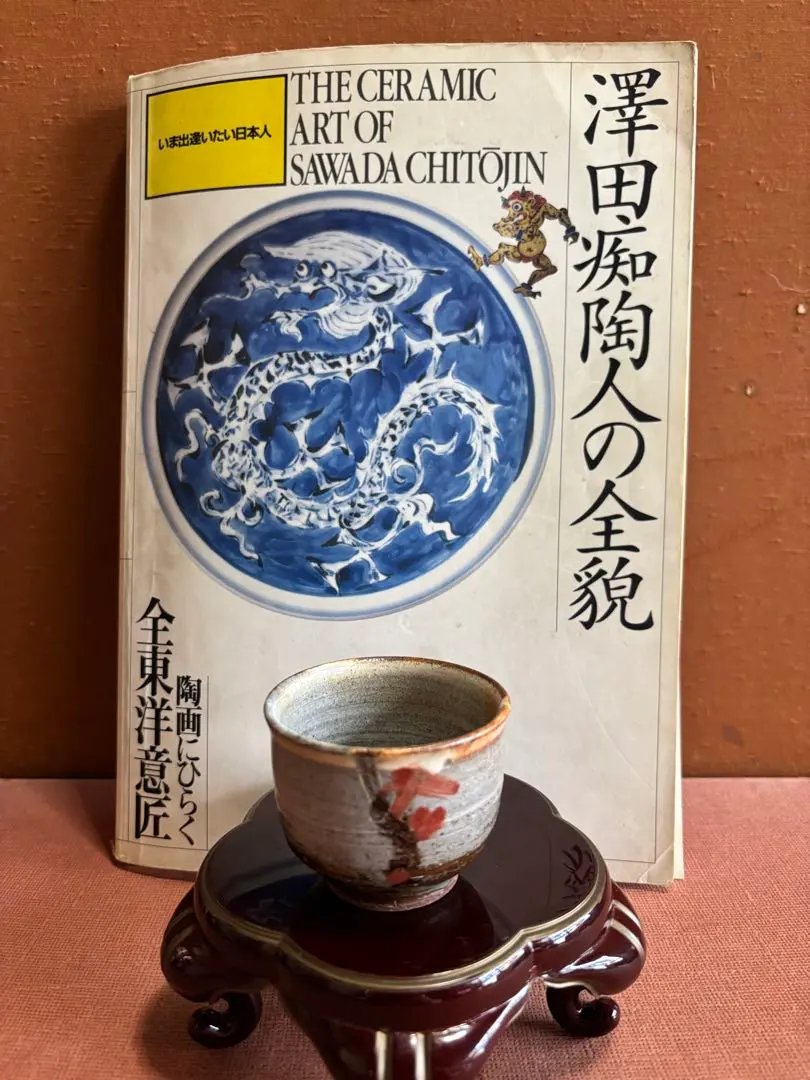 いま出逢いたい日本人
THE CERAMIC
ART OF
SAWADA CHITŌJIN
澤田痴陶人の全貌
陶画にひらく
全東洋意匠